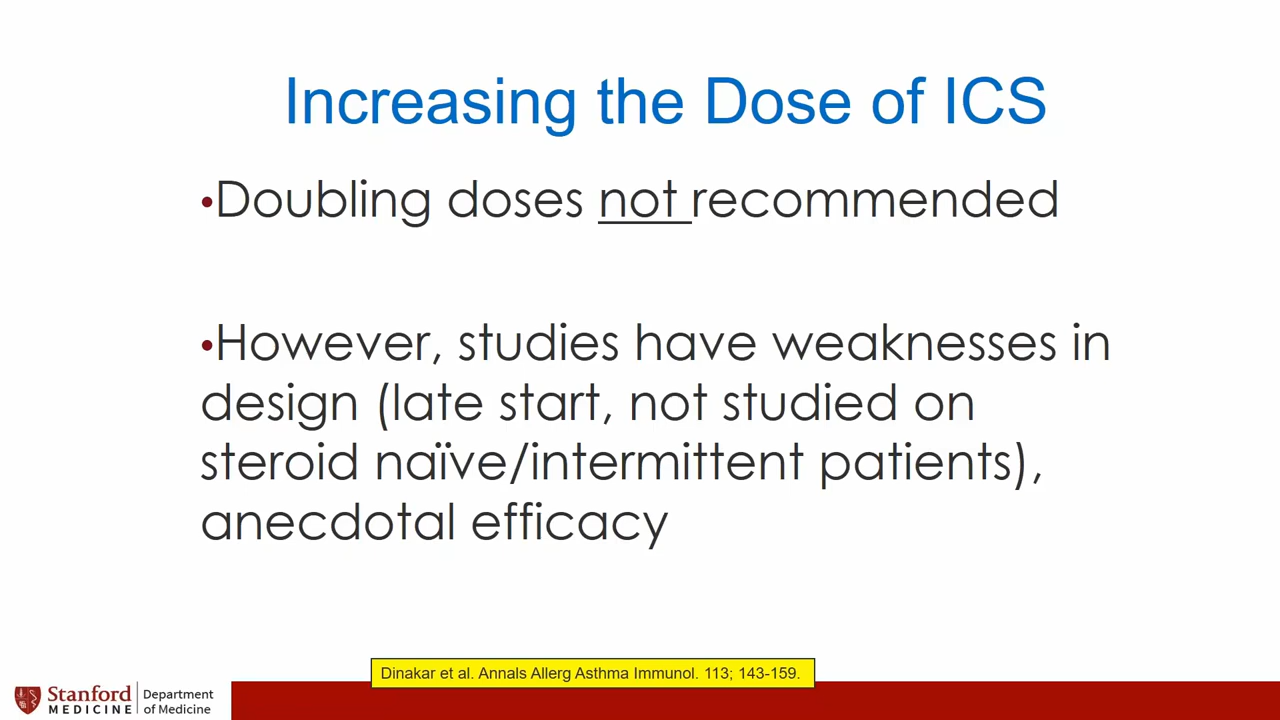 Increasing the Dose of ICS
•Doubling doses not recommended
•However, studies have weaknesses in
design (late start, not studied on
steroid naïve/intermittent patients),
anecdotal efficacy
Dinakar et al. Annals Allerg Asthma Immunol. 113; 143-159.
Stanford
MEDICINE
Department
of Medicine